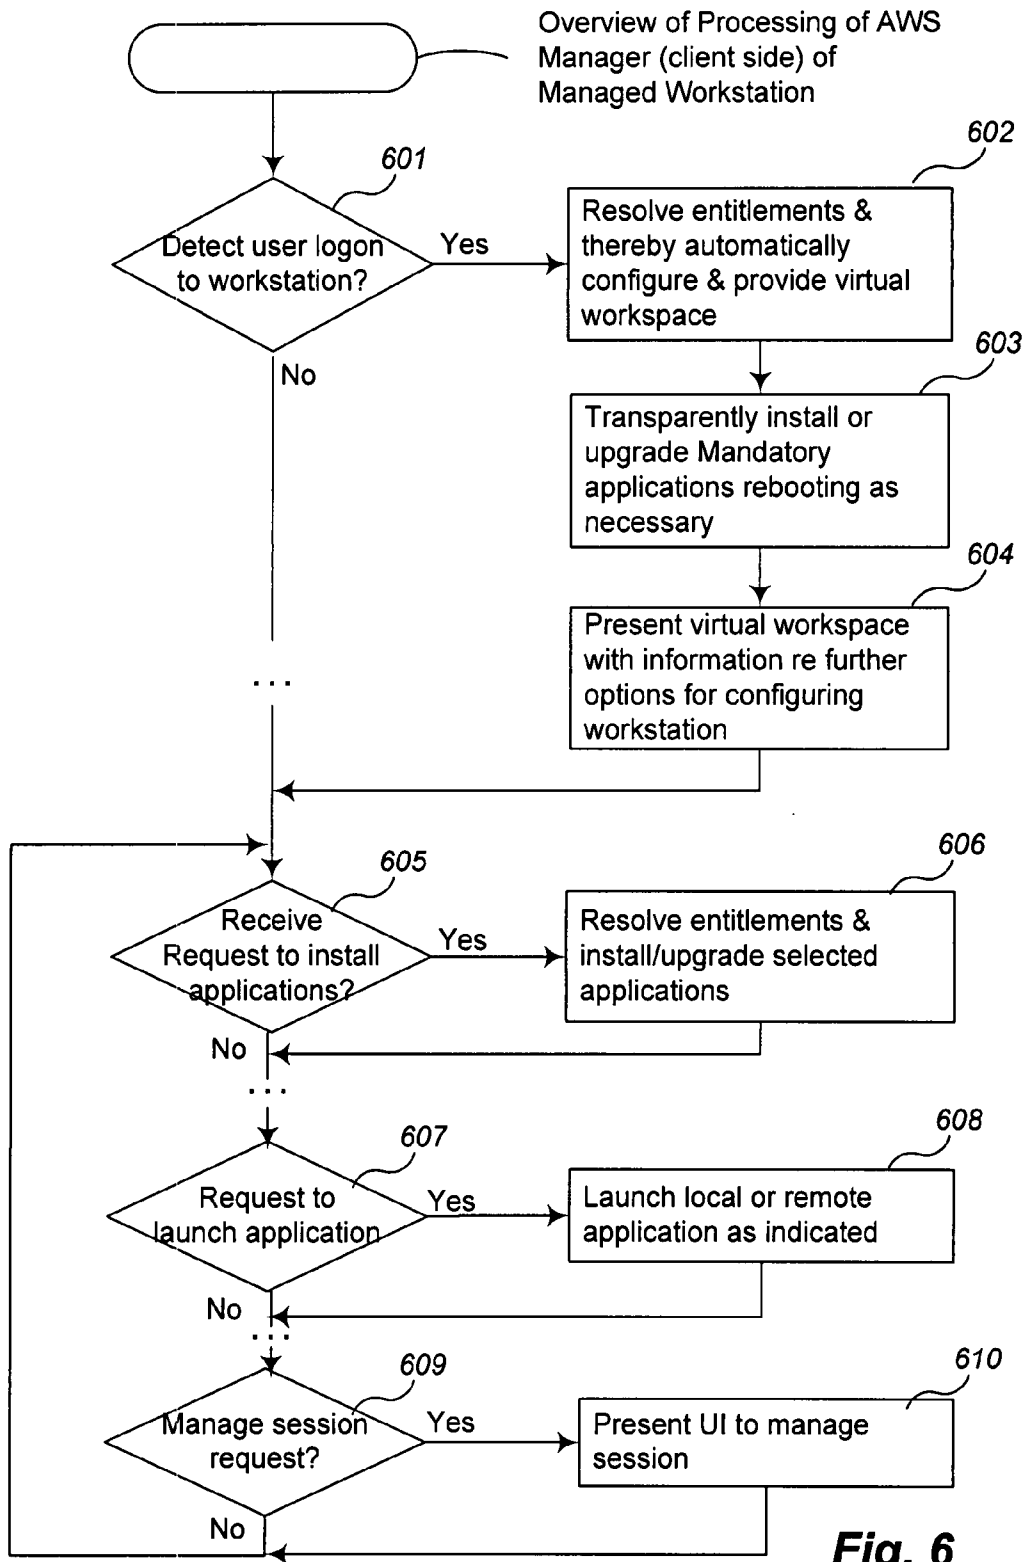 Overview of Processing of AWS
Manager (client side) of
Managed Workstation
601
Detect user logon
to workstation?
Yes
No
602
Resolve entitlements &
thereby automatically
configure & provide virtual
workspace
603
Transparently install or
upgrade Mandatory
applications rebooting as
necessary
604
Present virtual workspace
with information re further
options for configuring
workstation
...
605
Receive
Request to install
applications?
Yes
No
606
Resolve entitlements &
install/upgrade selected
applications
...
607
Request to
launch application
Yes
No
608
Launch local or remote
application as indicated
...
609
Manage session
request?
Yes
No
610
Present UI to manage
session
Fig. 6